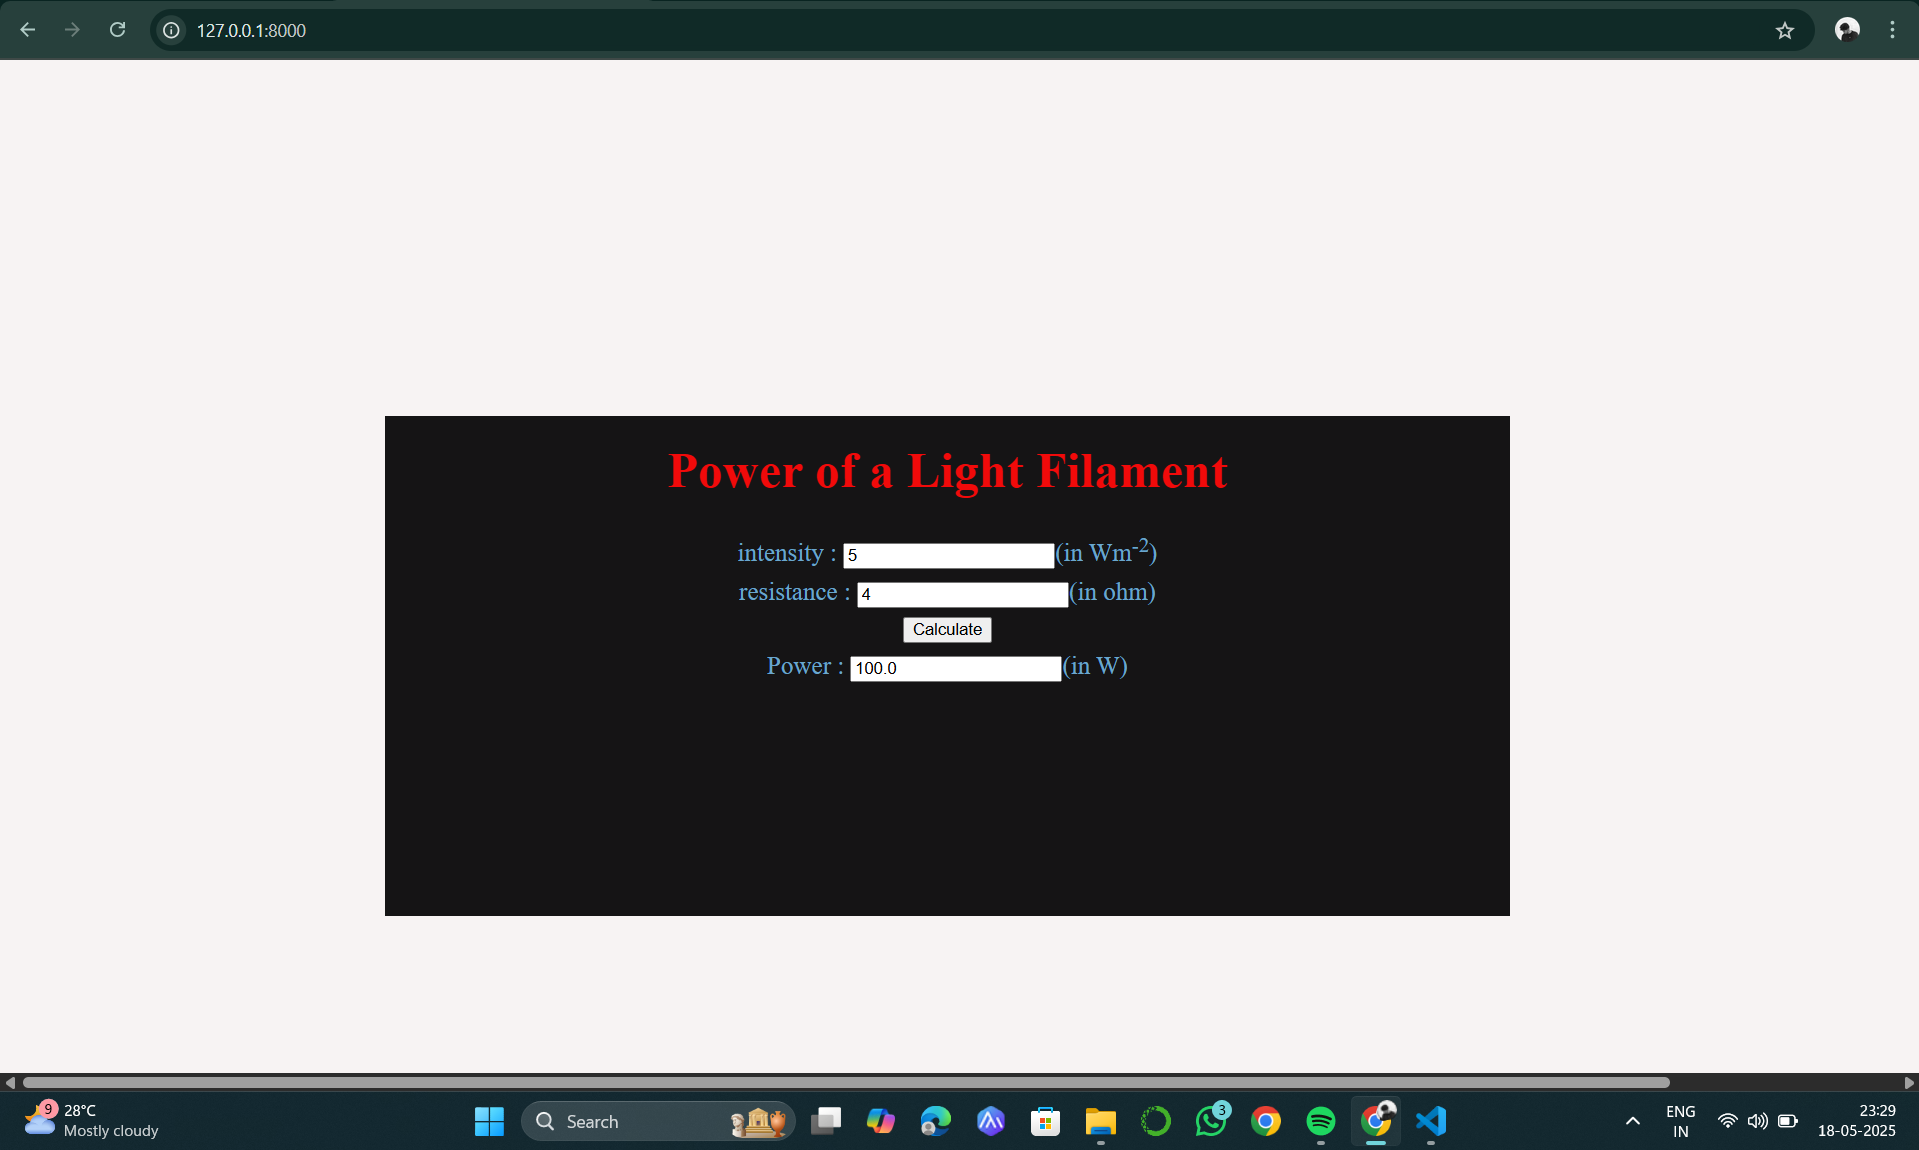 127.0.0.1:8000
Power of a Light Filament
intensity : 5 (in Wm-2)
resistance : 4 (in ohm)
Calculate
Power : 100.0 (in W)
9
28°C
Mostly cloudy
Search
3
ENG
IN
23:29
18-05-2025